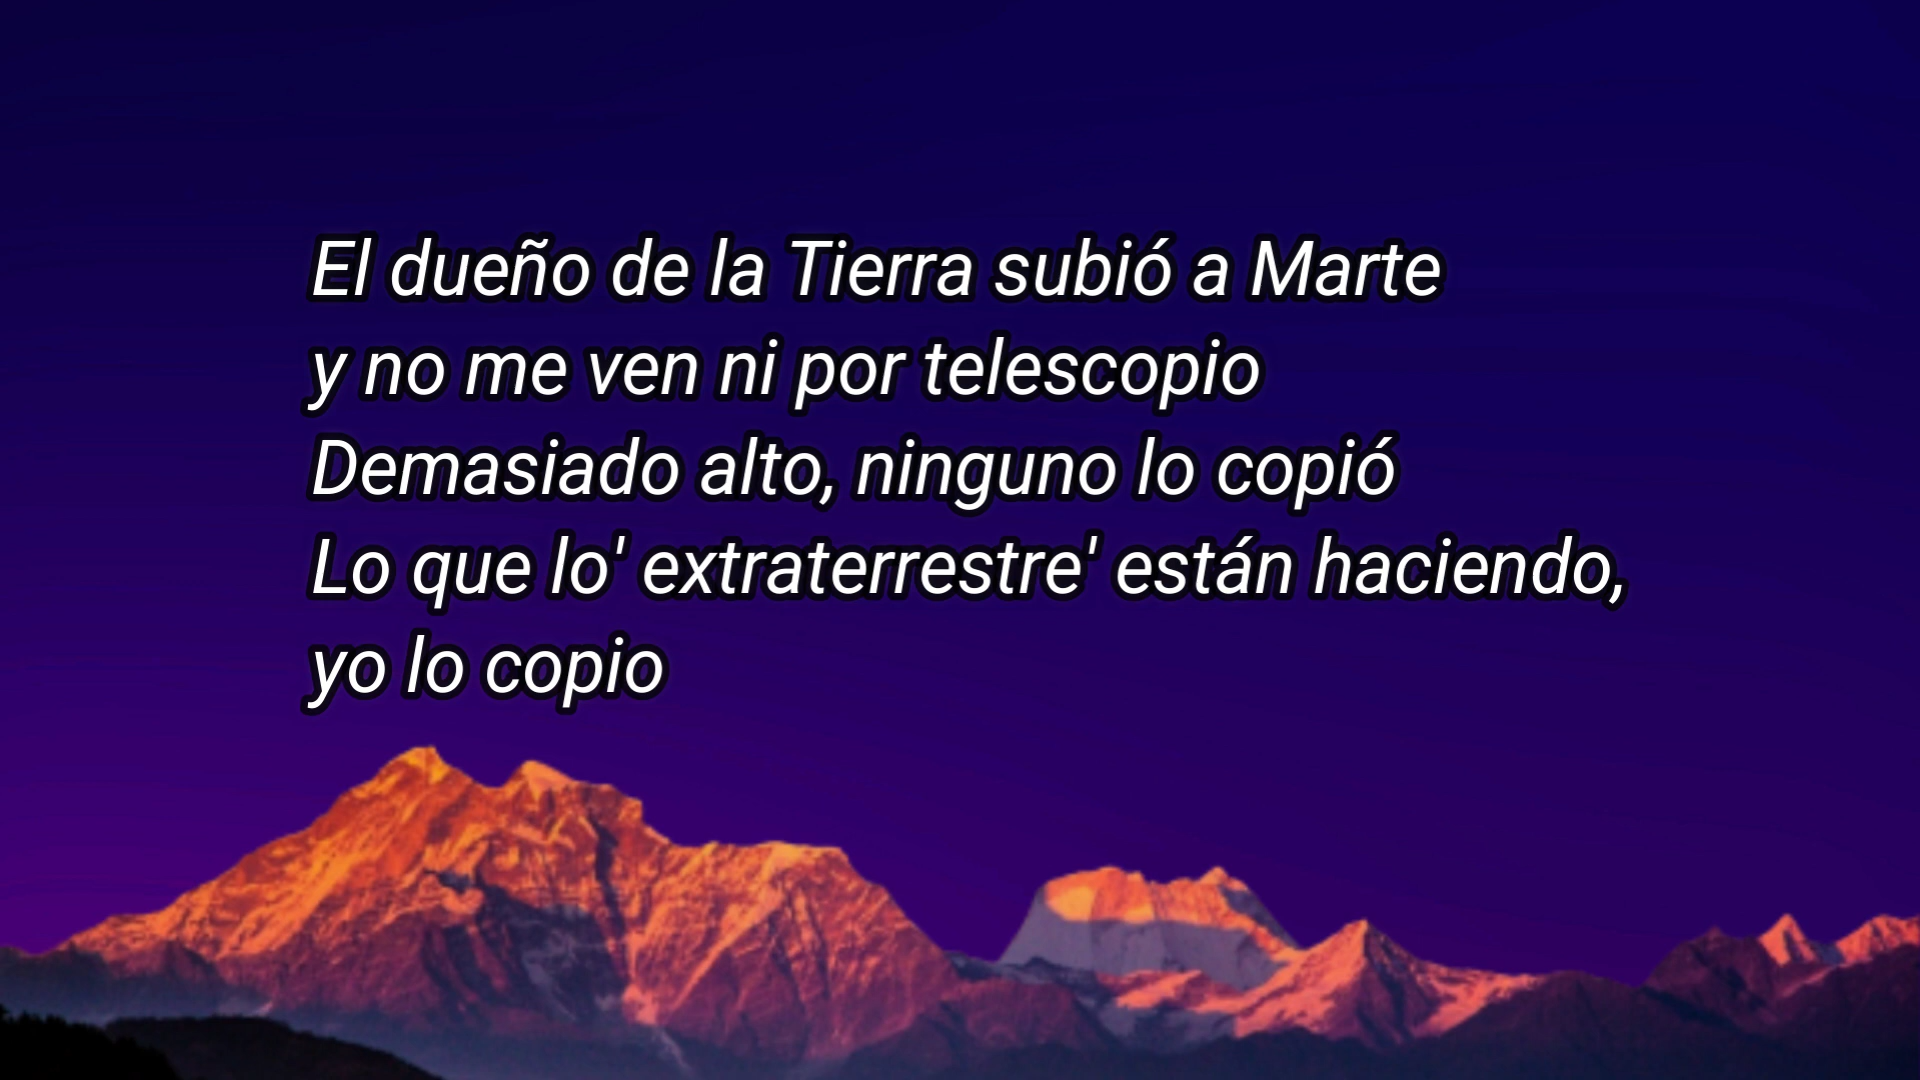 El dueño de la Tierra subió a Marte
y no me ven ni por telescopio
Demasiado alto, ninguno lo copió
Lo que lo' extraterrestre' están haciendo,
yo lo copio